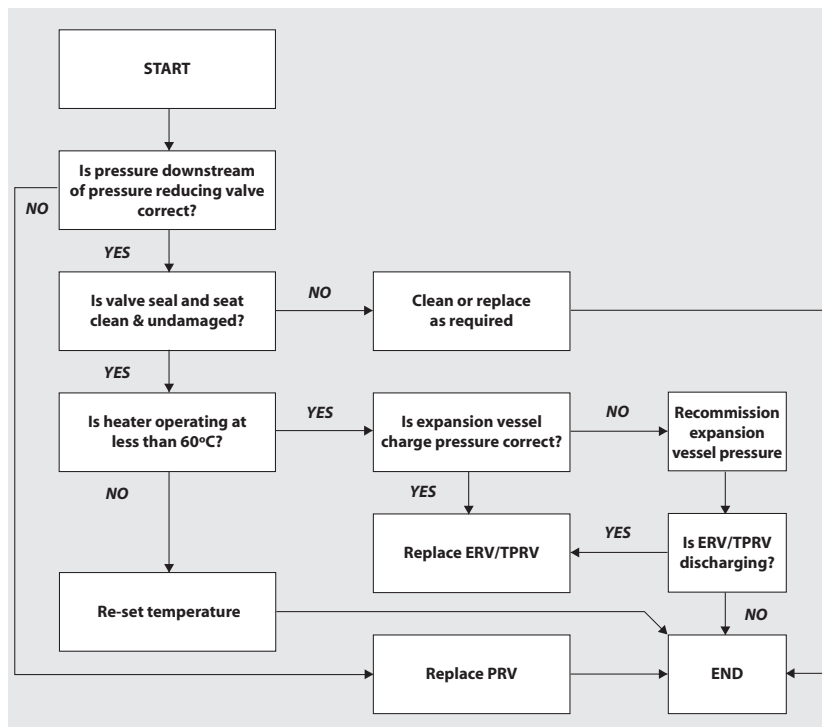 START
Is pressure downstream
of pressure reducing valve
correct?
NO
YES
Is valve seal and seat
clean & undamaged?
NO
Clean or replace
as required
YES
Is heater operating at
less than 60ºC?
YES
Is expansion vessel
charge pressure correct?
NO
Recommission
expansion
vessel pressure
NO
YES
Replace ERV/TPRV
YES
Is ERV/TPRV
discharging?
Re-set temperature
NO
Replace PRV
END